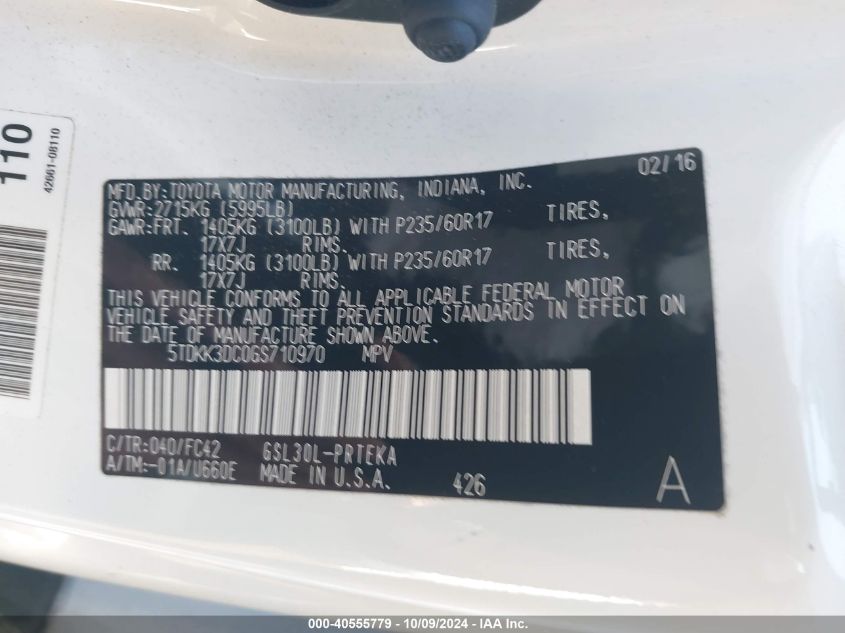 110
42661-08110
02/16
MFD.BY:TOYOTA MOTOR MANUFACTURING, INDIANA, INC.
GVWR:2715KG (5995LB)
GAWR:FRT. 1405KG (3100LB) WITH P235/60R17 TIRES,
17X7J RIMS.
RR. 1405KG (3100LB) WITH P235/60R17 TIRES,
17X7J RIMS.
THIS VEHICLE CONFORMS TO ALL APPLICABLE FEDERAL MOTOR
VEHICLE SAFETY AND THEFT PREVENTION STANDARDS IN EFFECT ON
THE DATE OF MANUFACTURE SHOWN ABOVE.
5TDKK3DC0GS710970 MPV
C/TR:040/FC42 GSL30L-PRTEKA
A/TM:-01A/U660E MADE IN U.S.A. 426 A
000-40555779 - 10/09/2024 - IAA Inc.